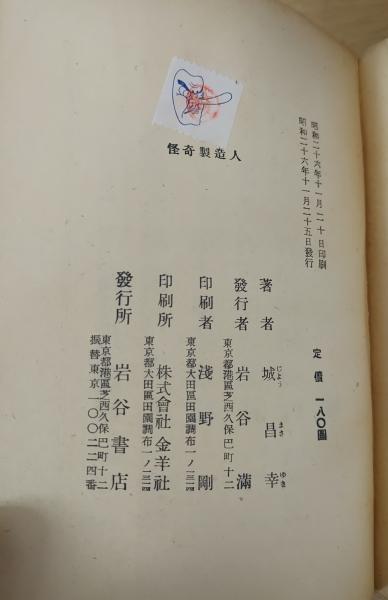 怪奇製造人
昭和二十六年十一月二十日印刷
昭和二十六年十一月二十五日發行
定價 一八〇圓
著者 城昌幸
じょう まさ ゆき
發行者 岩谷滿
東京都港區芝西久保巴町十二
印刷者 淺野剛
東京都大田區田園調布一ノ一三四
印刷所 株式會社金羊社
東京都大田區田園調布一ノ一三四
發行所 岩谷書店
東京都港區芝西久保巴町十二
振替東京一〇〇二二四番